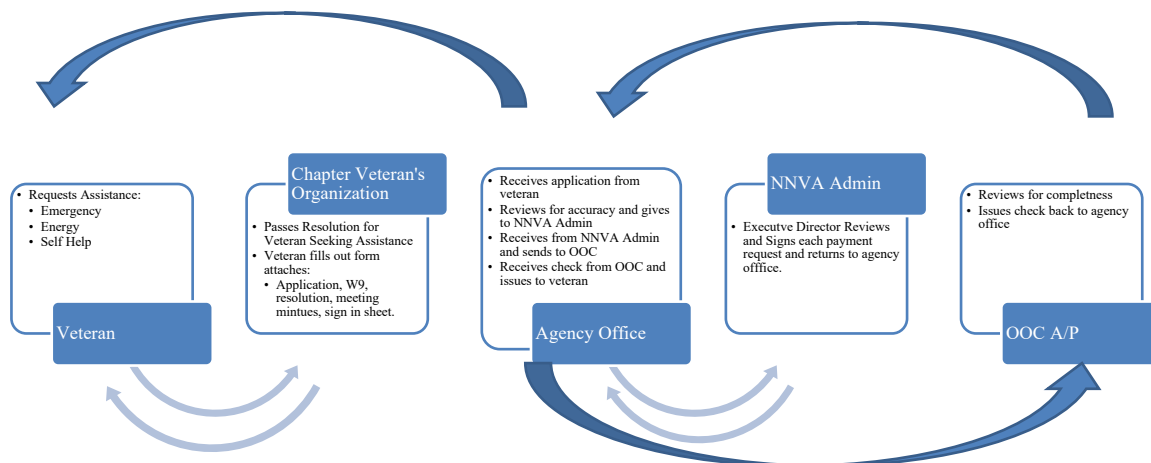 • Requests Assistance:
• Emergency
• Energy
• Self Help
Veteran
Chapter Veteran's
Organization
• Passes Resolution for
Veteran Seeking Assistance
• Veteran fills out form
attaches:
• Application, W9,
resolution, meeting
mintues, sign in sheet.
• Receives application from
veteran
• Reviews for accuracy and gives
to NNVA Admin
• Receives from NNVA Admin
and sends to OOC
• Receives check from OOC and
issues to veteran
Agency Office
NNVA Admin
• Executive Director Reviews
and Signs each payment
request and returns to agency
offfice.
• Reviews for completness
• Issues check back to agency
office
OOC A/P